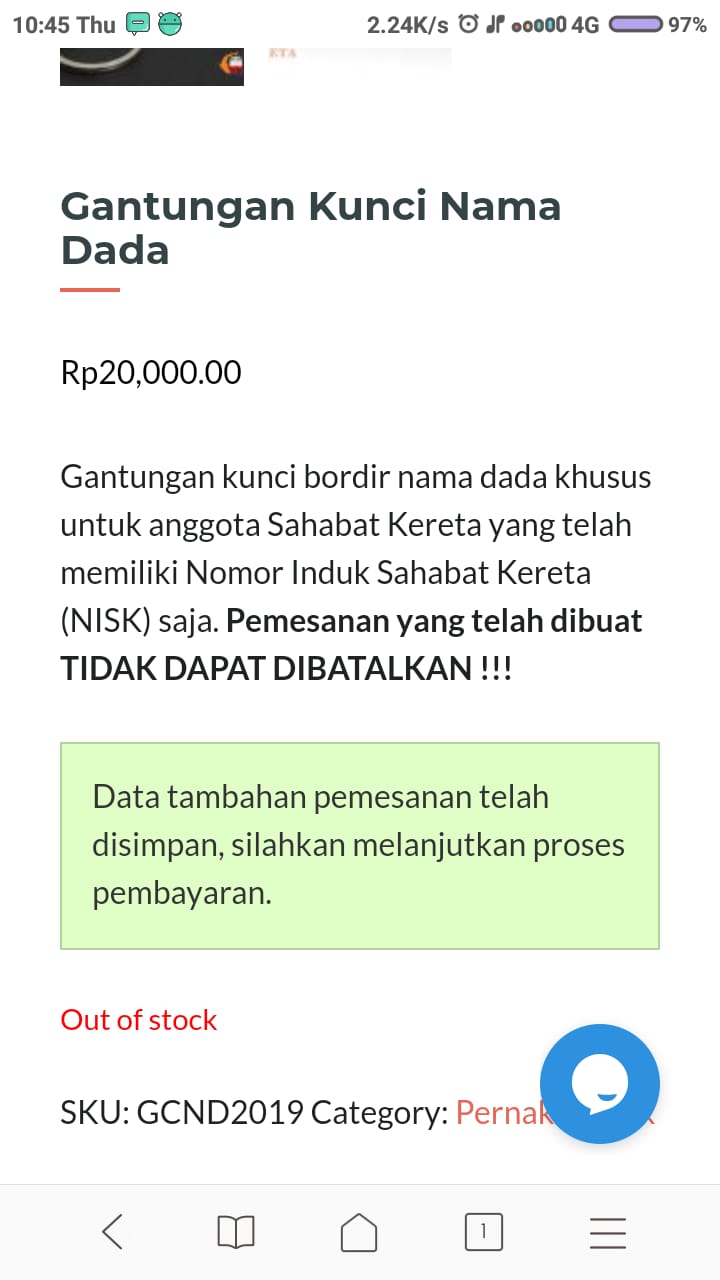 10:45 Thu 2.24K/s 4G 97%
ETA
Gantungan Kunci Nama
Dada
Rp20,000.00
Gantungan kunci bordir nama dada khusus
untuk anggota Sahabat Kereta yang telah
memiliki Nomor Induk Sahabat Kereta
(NISK) saja. Pemesanan yang telah dibuat
TIDAK DAPAT DIBATALKAN !!!
Data tambahan pemesanan telah
disimpan, silahkan melanjutkan proses
pembayaran.
Out of stock
SKU: GCND2019 Category:
1